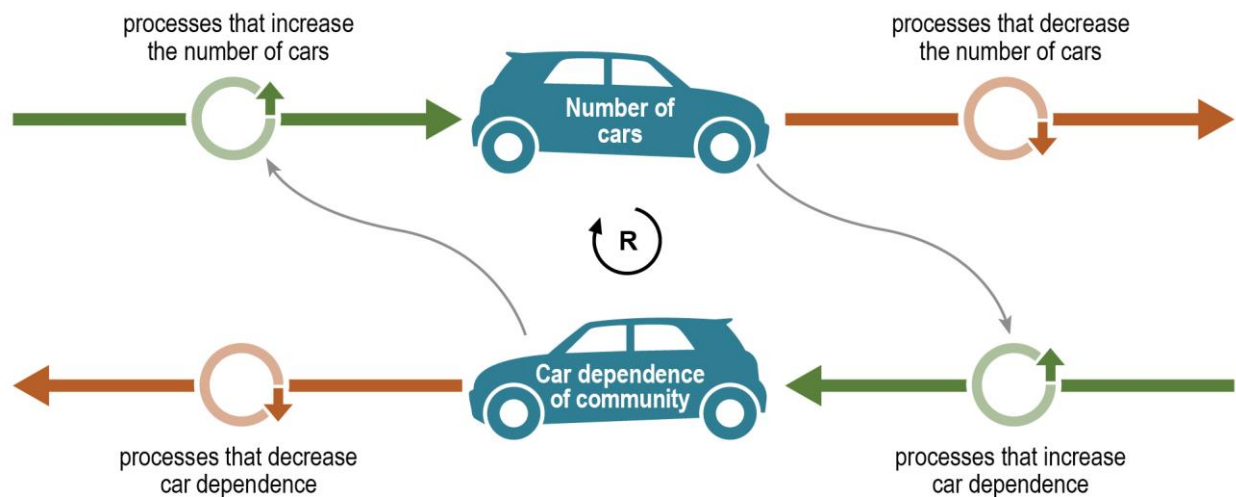 processes that increase
the number of cars
processes that decrease
the number of cars
Number of
cars
R
Car dependence
of community
processes that decrease
car dependence
processes that increase
car dependence